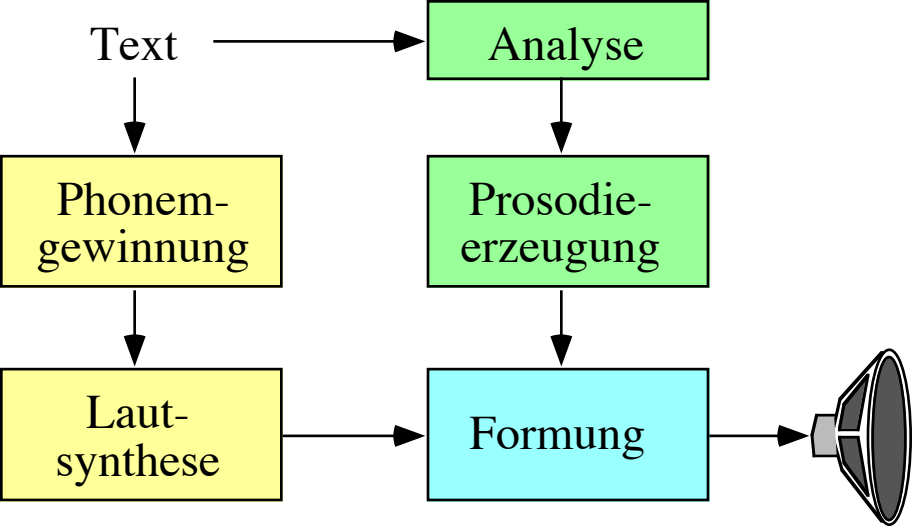 Text
Analyse
Phonem-
gewinnung
Prosodie-
erzeugung
Laut-
synthese
Formung